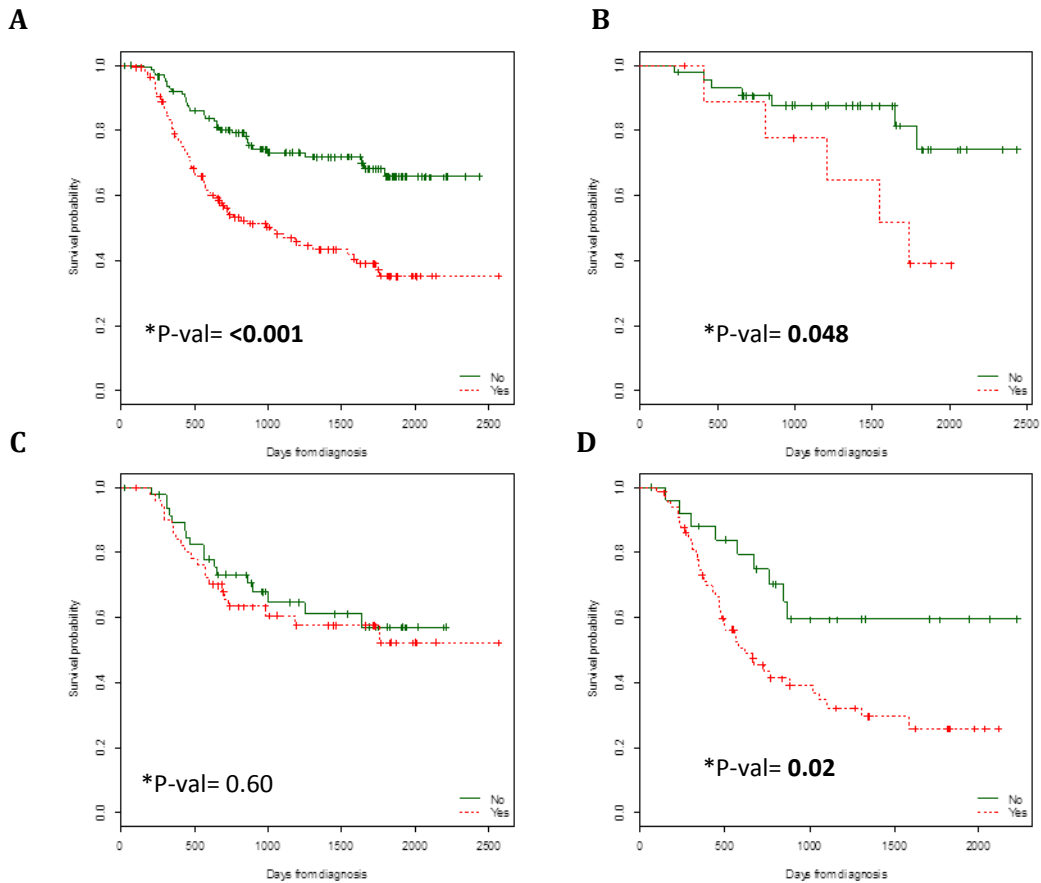 A
Survival probability
1.0
0.8
0.6
0.4
0.2
0.0
*P-val= <0.001
No
Yes
0 500 1000 1500 2000 2500
Days from diagnosis
B
Survival probability
1.0
0.8
0.6
0.4
0.2
0.0
*P-val= 0.048
No
Yes
0 500 1000 1500 2000 2500
Days from diagnosis
C
Survival probability
1.0
0.8
0.6
0.4
0.2
0.0
*P-val= 0.60
No
Yes
0 500 1000 1500 2000 2500
Days from diagnosis
D
Survival probability
1.0
0.8
0.6
0.4
0.2
0.0
*P-val= 0.02
No
Yes
0 500 1000 1500 2000
Days from diagnosis